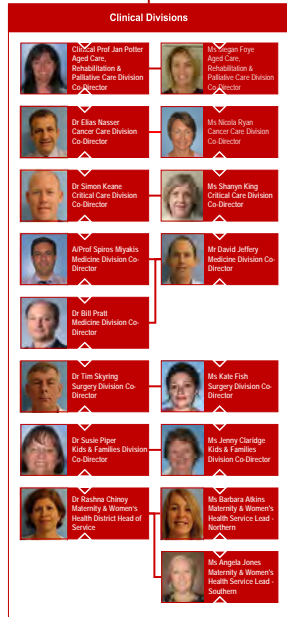 Clinical Divisions
Clinical Prof Jan Potter
Aged Care,
Rehabilitation &
Palliative Care Division
Co-Director
Ms Megan Foye
Aged Care,
Rehabilitation &
Palliative Care Division
Co-Director
Dr Elias Nasser
Cancer Care Division
Co-Director
Ms Nicola Ryan
Cancer Care Division
Co-Director
Dr Simon Keane
Critical Care Division
Co-Director
Ms Shanyn King
Critical Care Division
Co-Director
A/Prof Spiros Miyakis
Medicine Division Co-
Director
Mr David Jeffery
Medicine Division Co-
Director
Dr Bill Pratt
Medicine Division Co-
Director
Dr Tim Skyring
Surgery Division Co-
Director
Ms Kate Fish
Surgery Division Co-
Director
Dr Susie Piper
Kids & Families Division
Co-Director
Ms Jenny Claridge
Kids & Families
Division Co-Director
Dr Rashna Chinoy
Maternity & Women's
Health District Head of
Service
Ms Barbara Atkins
Maternity & Women's
Health Service Lead -
Northern
Ms Angela Jones
Maternity & Women's
Health Service Lead -
Southern